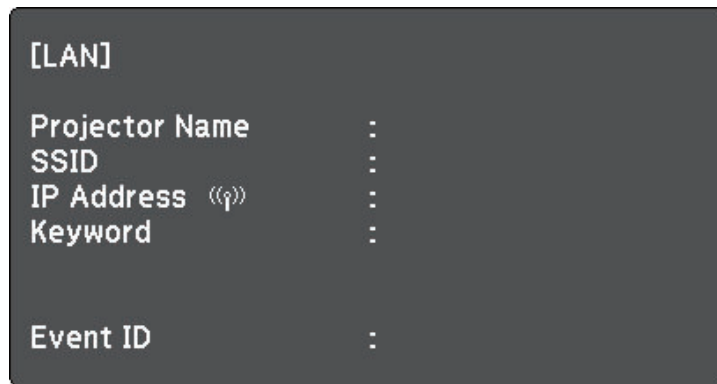 [LAN]
Projector Name :
SSID :
IP Address :
Keyword :
Event ID :